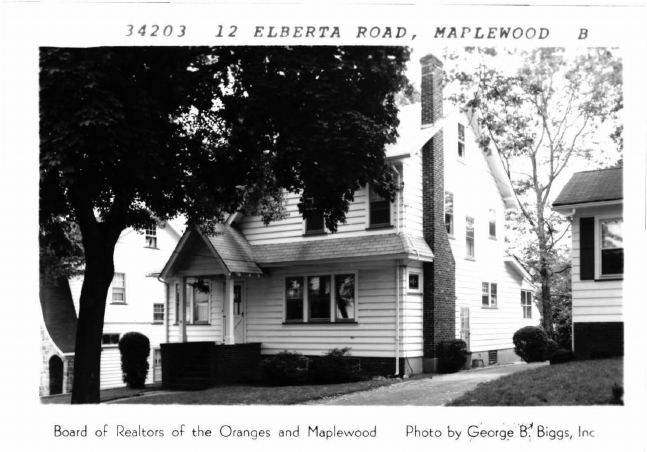 34203 12 ELBERTA ROAD, MAPLEWOOD B
Board of Realtors of the Oranges and Maplewood Photo by George B. Biggs, Inc